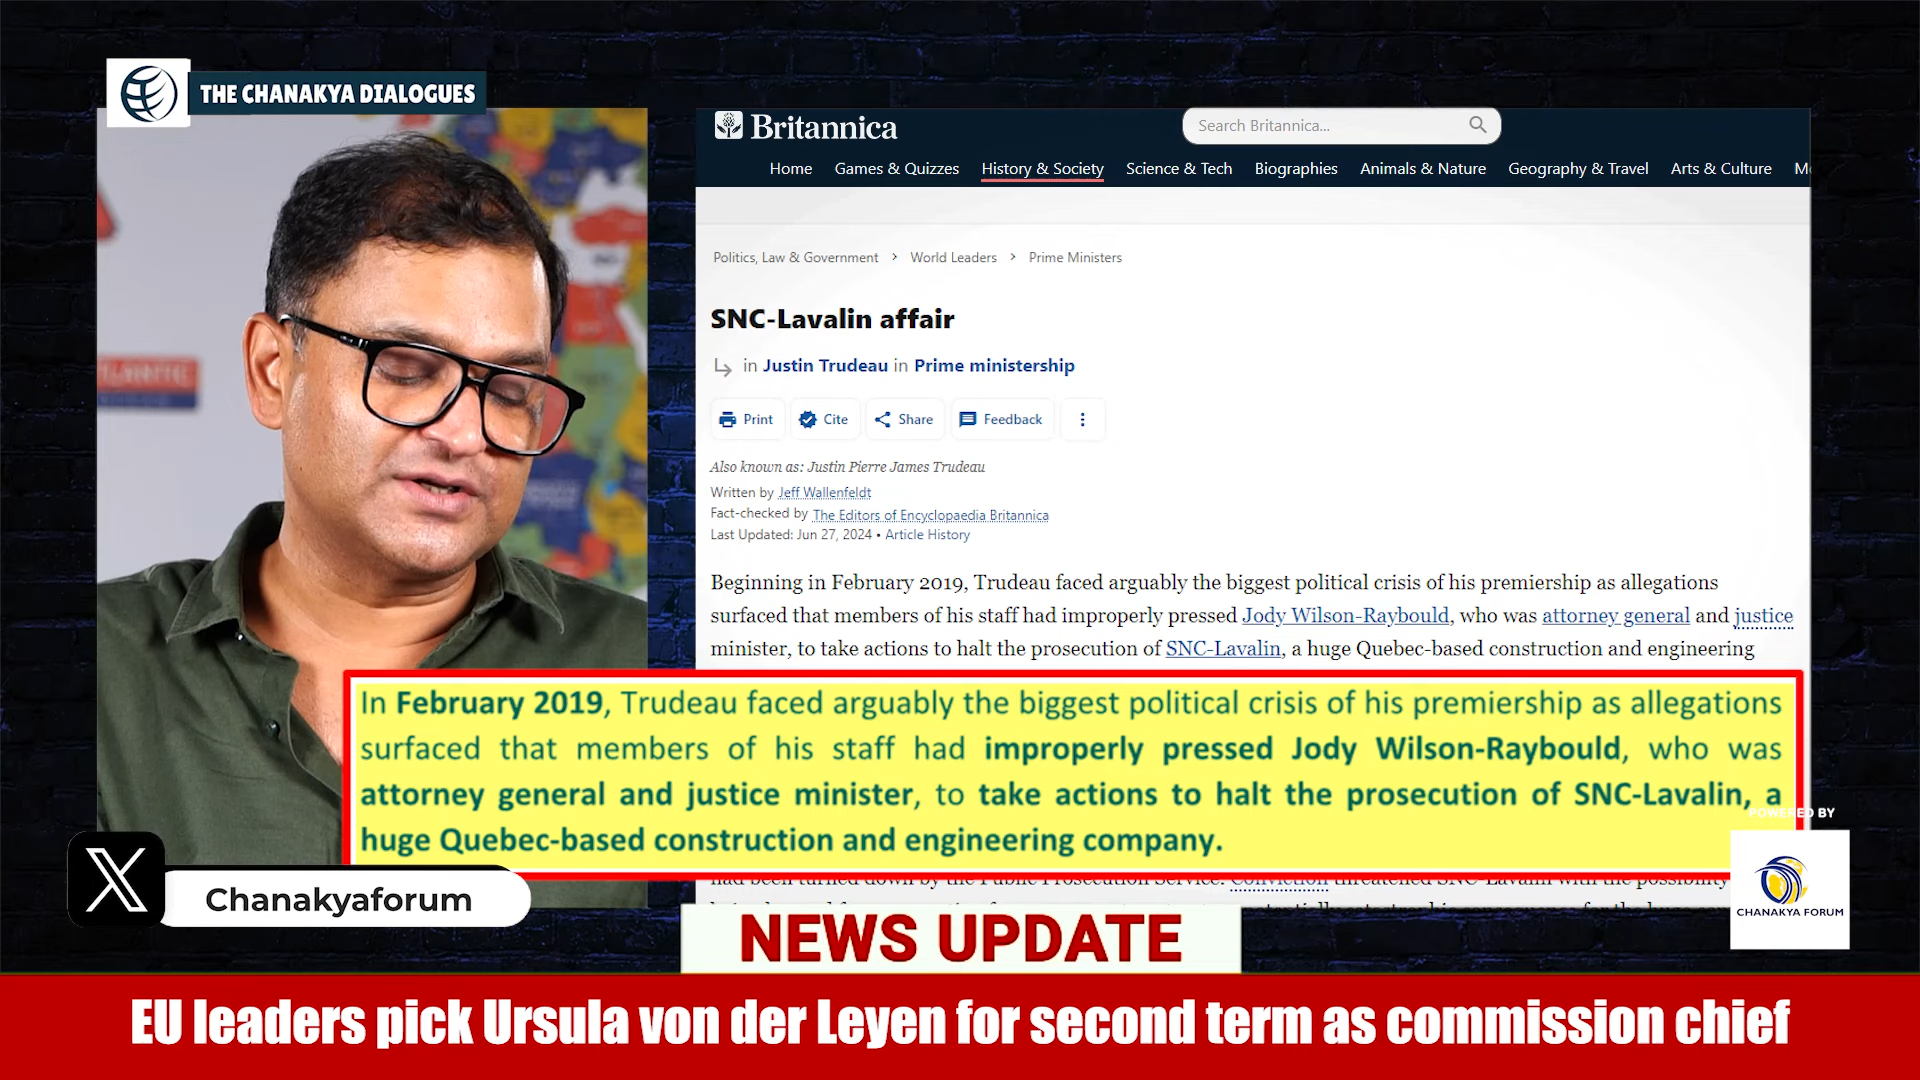 THE CHANAKYA DIALOGUES
Britannica
Search Britannica...
Home Games & Quizzes History & Society Science & Tech Biographies Animals & Nature Geography & Travel Arts & Culture
Politics, Law & Government > World Leaders > Prime Ministers
SNC-Lavalin affair
in Justin Trudeau in Prime ministership
Print Cite Share Feedback
Also known as: Justin Pierre James Trudeau
Written by Jeff Wallenfeldt
Fact-checked by The Editors of Encyclopaedia Britannica
Last Updated: Jun 27, 2024 • Article History
Beginning in February 2019, Trudeau faced arguably the biggest political crisis of his premiership as allegations
surfaced that members of his staff had improperly pressed Jody Wilson-Raybould, who was attorney general and justice
minister, to take actions to halt the prosecution of SNC-Lavalin, a huge Quebec-based construction and engineering
In February 2019, Trudeau faced arguably the biggest political crisis of his premiership as allegations
surfaced that members of his staff had improperly pressed Jody Wilson-Raybould, who was
attorney general and justice minister, to take actions to halt the prosecution of SNC-Lavalin, a
huge Quebec-based construction and engineering company.
POWERED BY
CHANAKYA FORUM
X
Chanakyaforum
NEWS UPDATE
EU leaders pick Ursula von der Leyen for second term as commission chief